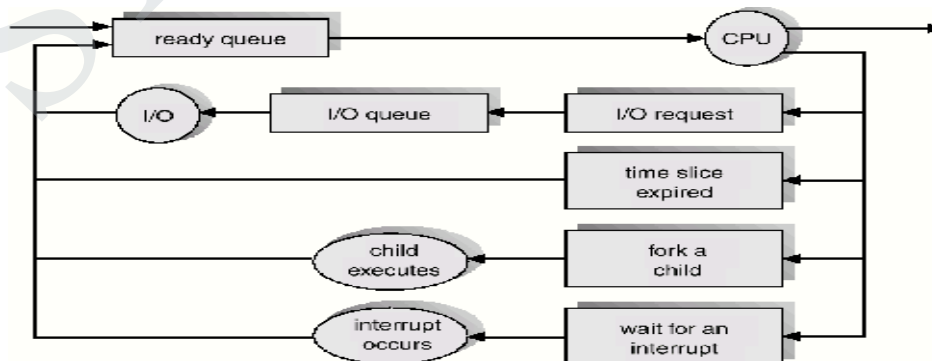 ready queue
CPU
I/O
I/O queue
I/O request
time slice
expired
child
executes
fork a
child
interrupt
occurs
wait for an
interrupt